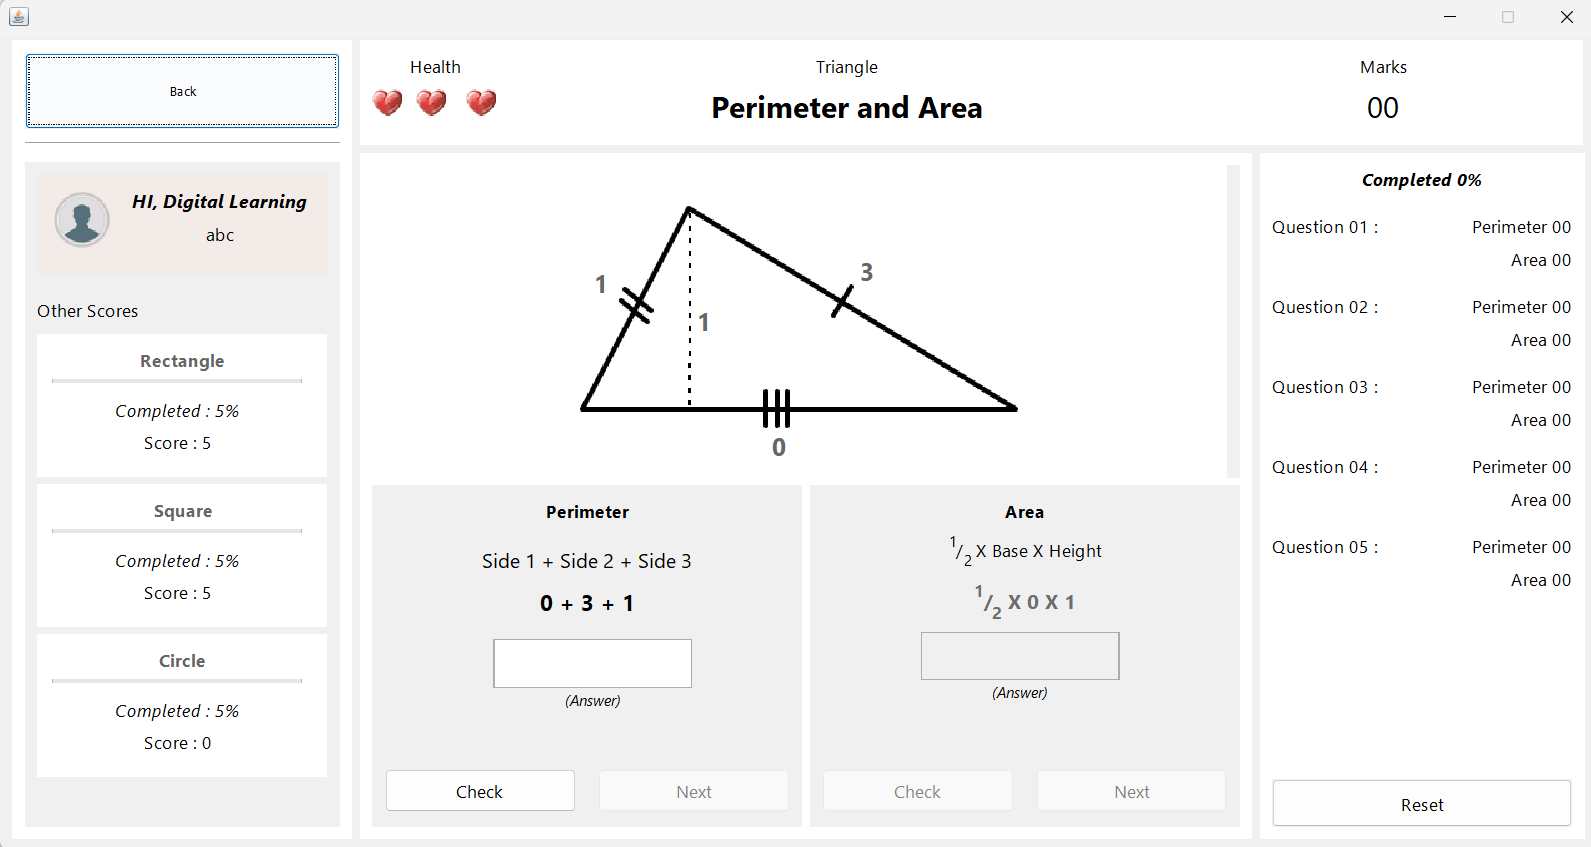 Back
HI, Digital Learning
abc
Other Scores
Rectangle
Completed : 5%
Score : 5
Square
Completed : 5%
Score : 5
Circle
Completed : 5%
Score : 0
Health
Triangle
Perimeter and Area
Marks
00
1
3
1
0
Perimeter
Side 1 + Side 2 + Side 3
0 + 3 + 1
(Answer)
Check
Next
Area
1/2 X Base X Height
1/2 X 0 X 1
(Answer)
Check
Next
Completed 0%
Question 01 : Perimeter 00
Area 00
Question 02 : Perimeter 00
Area 00
Question 03 : Perimeter 00
Area 00
Question 04 : Perimeter 00
Area 00
Question 05 : Perimeter 00
Area 00
Reset